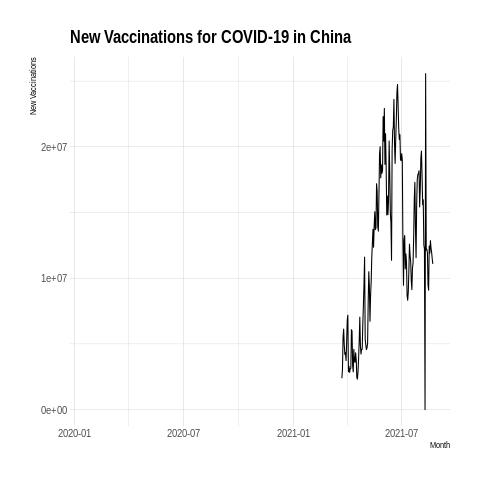 New Vaccinations for COVID-19 in China
New Vaccinations
2e+07
1e+07
0e+00
2020-01
2020-07
2021-01
2021-07
Month